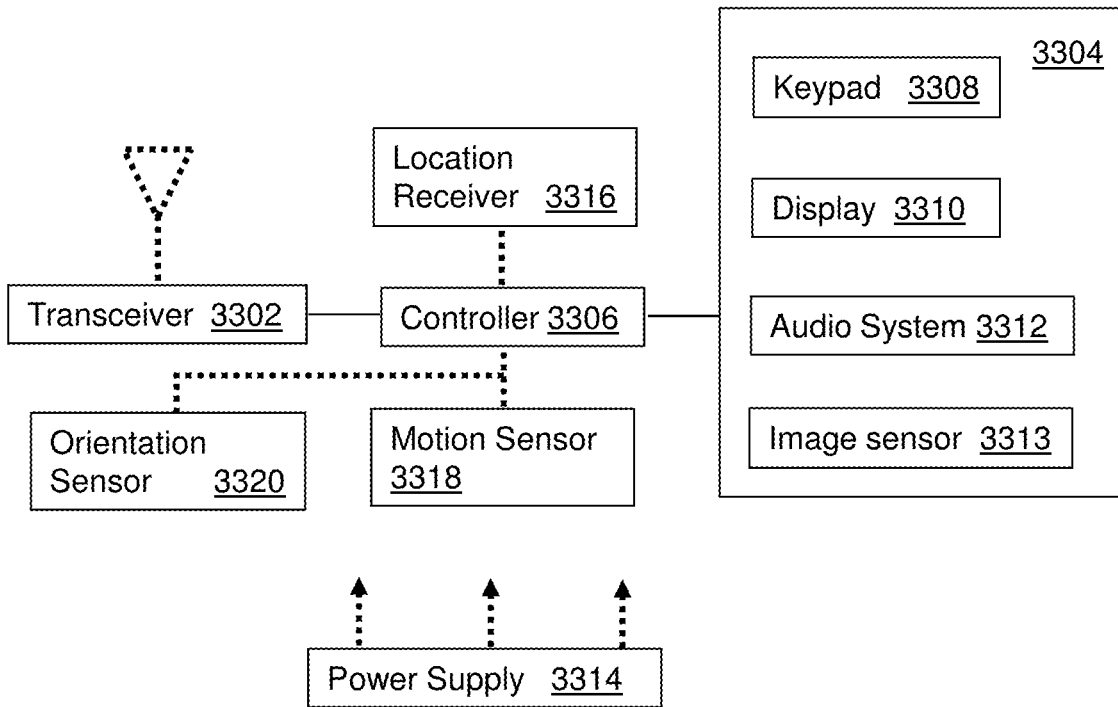 3304
Keypad 3308
Location
Receiver 3316
Display 3310
Transceiver 3302
Controller 3306
Audio System 3312
Orientation
Sensor 3320
Motion Sensor
3318
Image sensor 3313
Power Supply 3314